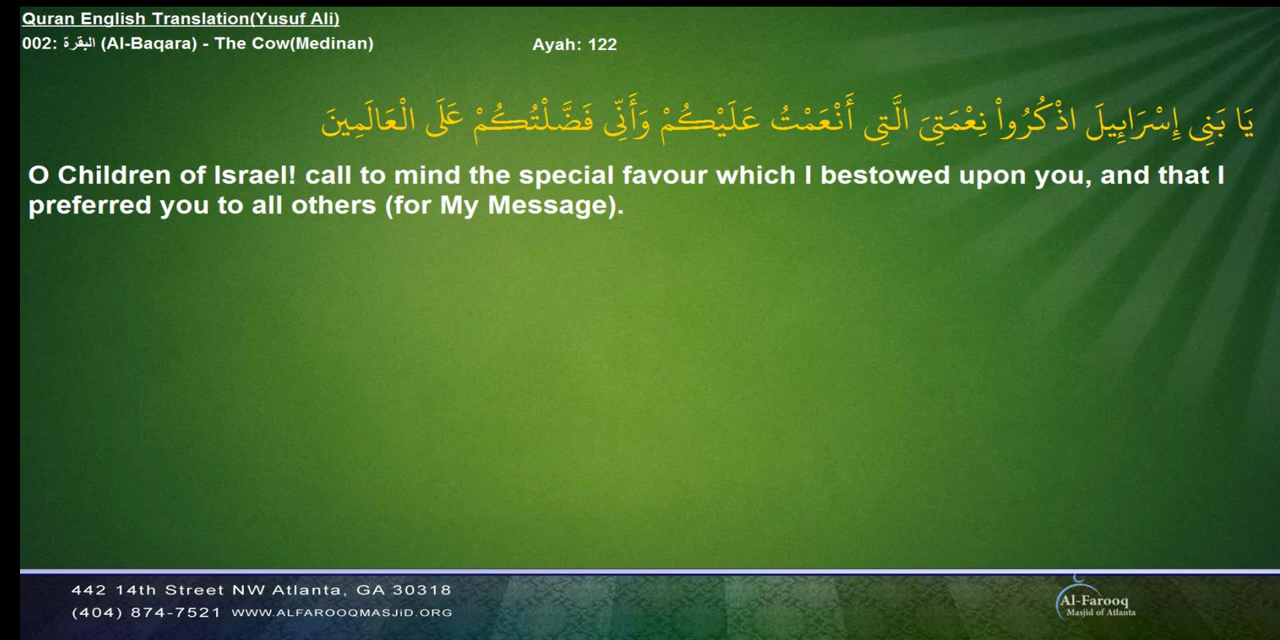 Quran English Translation(Yusuf Ali)
002: البقرة (Al-Baqara) - The Cow(Medinan)
Ayah: 122
يَا بَنِي إِسْرَائِيلَ اذْكُرُواْ نِعْمَتِيَ الَّتِي أَنْعَمْتُ عَلَيْكُمْ وَأَنِّي فَضَّلْتُكُمْ عَلَى الْعَالَمِينَ
O Children of Israel! call to mind the special favour which I bestowed upon you, and that I
preferred you to all others (for My Message).
442 14th Street NW Atlanta, GA 30318
(404) 874-7521 WWW.ALFAROOQMASJiD.ORG
Al-Farooq
Masjid of Atlanta